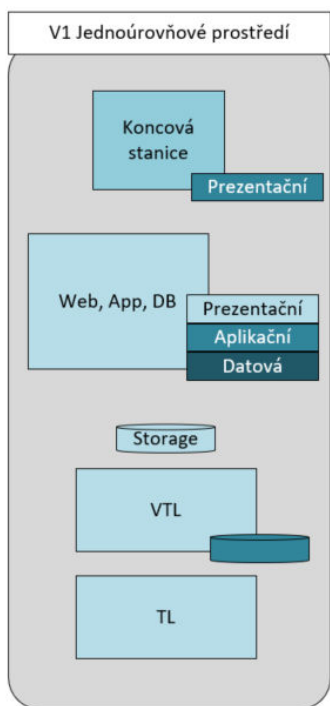 V1 Jednoúrovňové prostředí
Koncová
stanice
Prezentační
Web, App, DB
Prezentační
Aplikační
Datová
Storage
VTL
TL